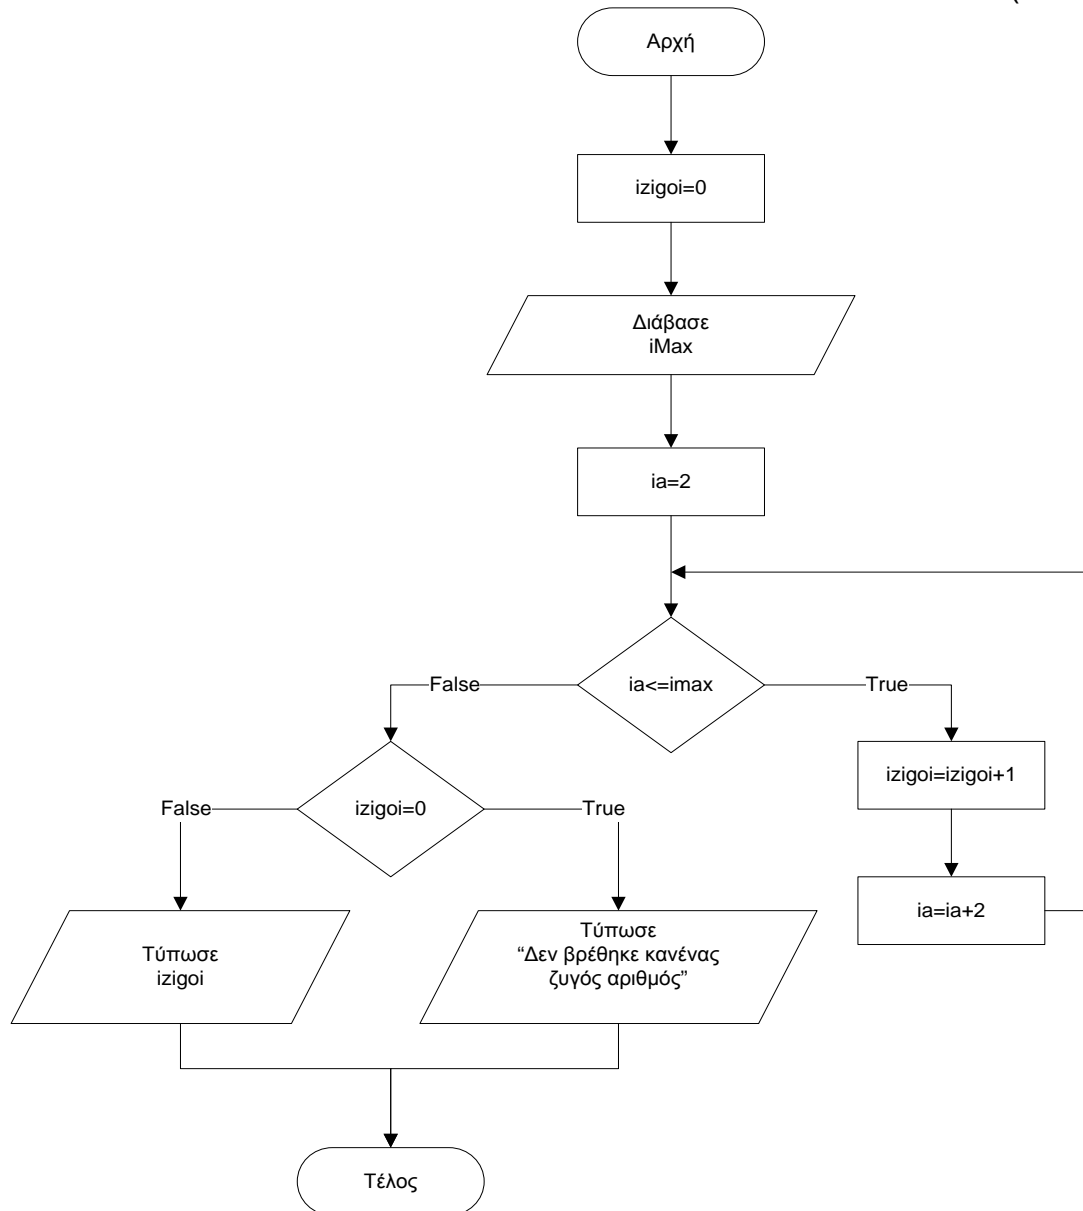 (
Αρχή
izigoi=0
Διάβασε
iMax
ia=2
ia<=imax
False
True
izigoi=izigoi+1
ia=ia+2
izigoi=0
False
True
Τύπωσε
izigoi
Τύπωσε
“Δεν βρέθηκε κανένας
ζυγός αριθμός”
Τέλος